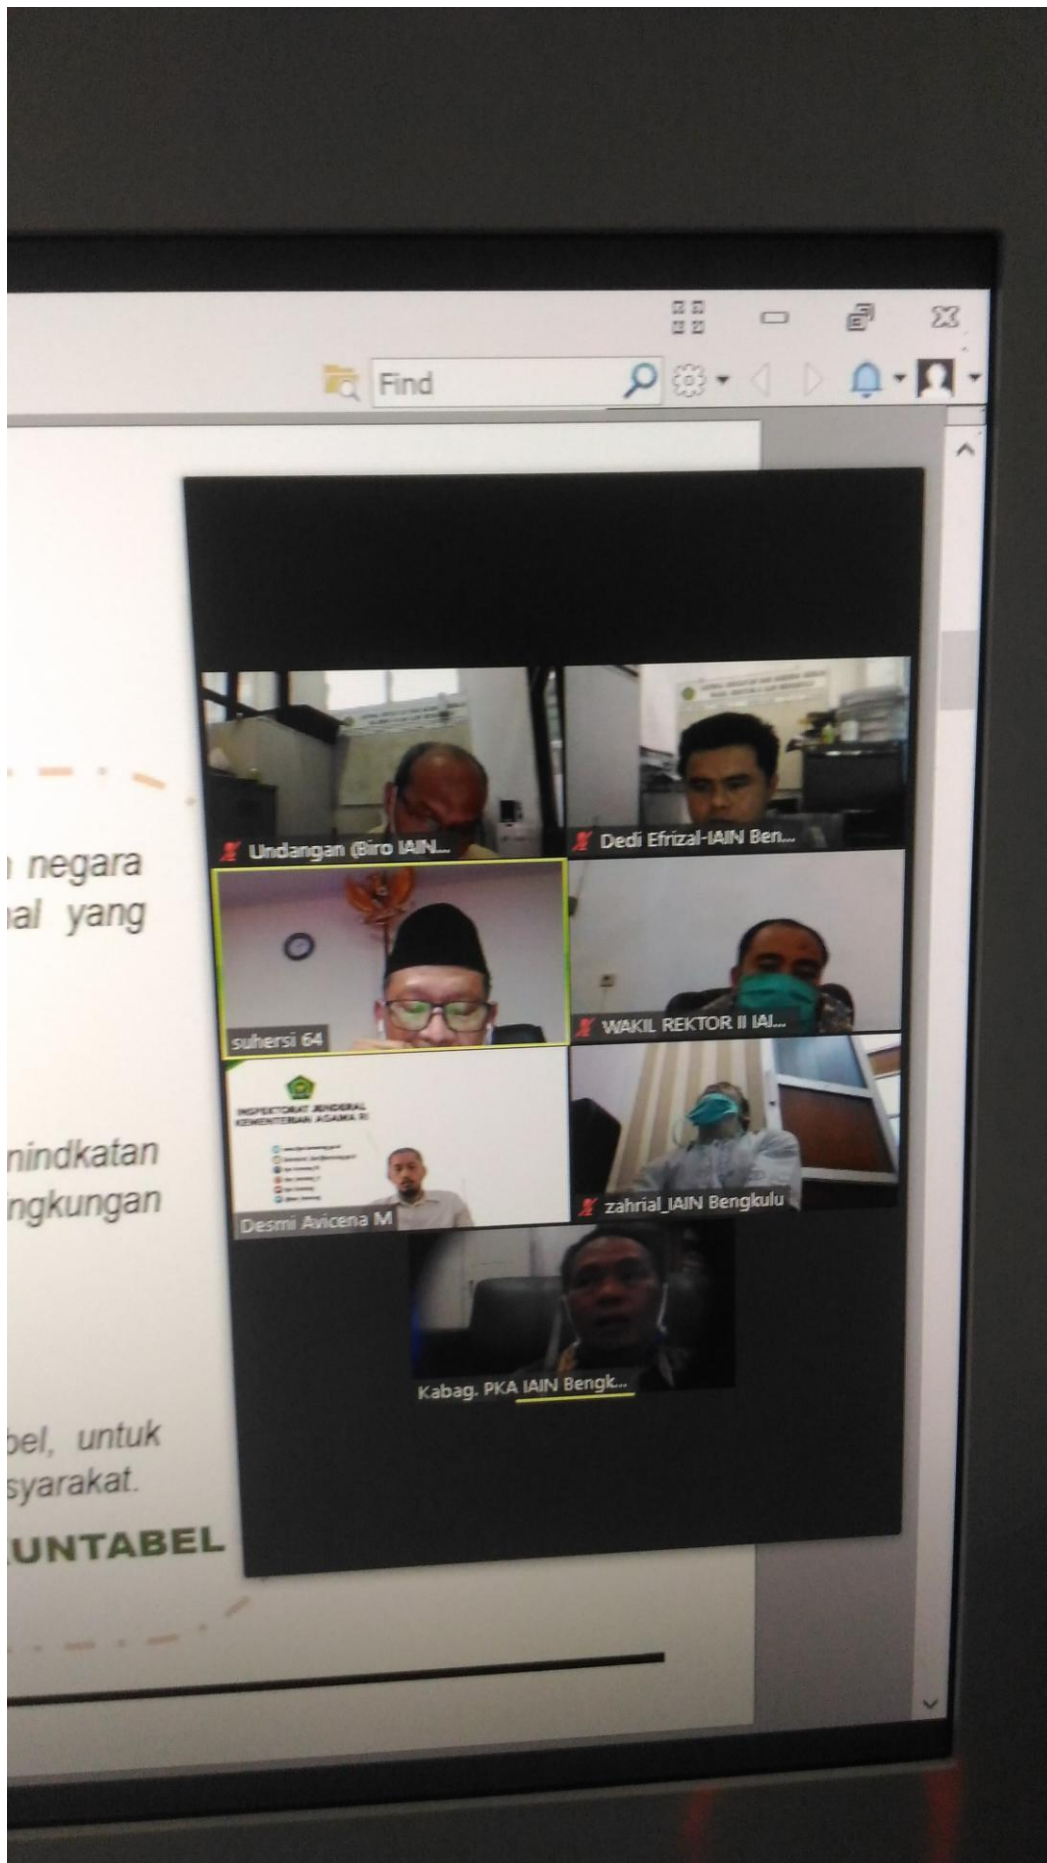 Find
negara
al yang
Undangan (Biro IAIN...
Dedi Efrizal-IAIN Ben...
suhersi 64
WAKIL REKTOR II IAI...
INSPEKTORAT JENDERAL
KEMENTERIAN AGAMA RI
nindkatan
ngkungan
Desmi Avicena M
zahrial_IAIN Bengkulu
Kabag. PKA IAIN Bengk...
bel, untuk
syarakat.
KUNTABEL